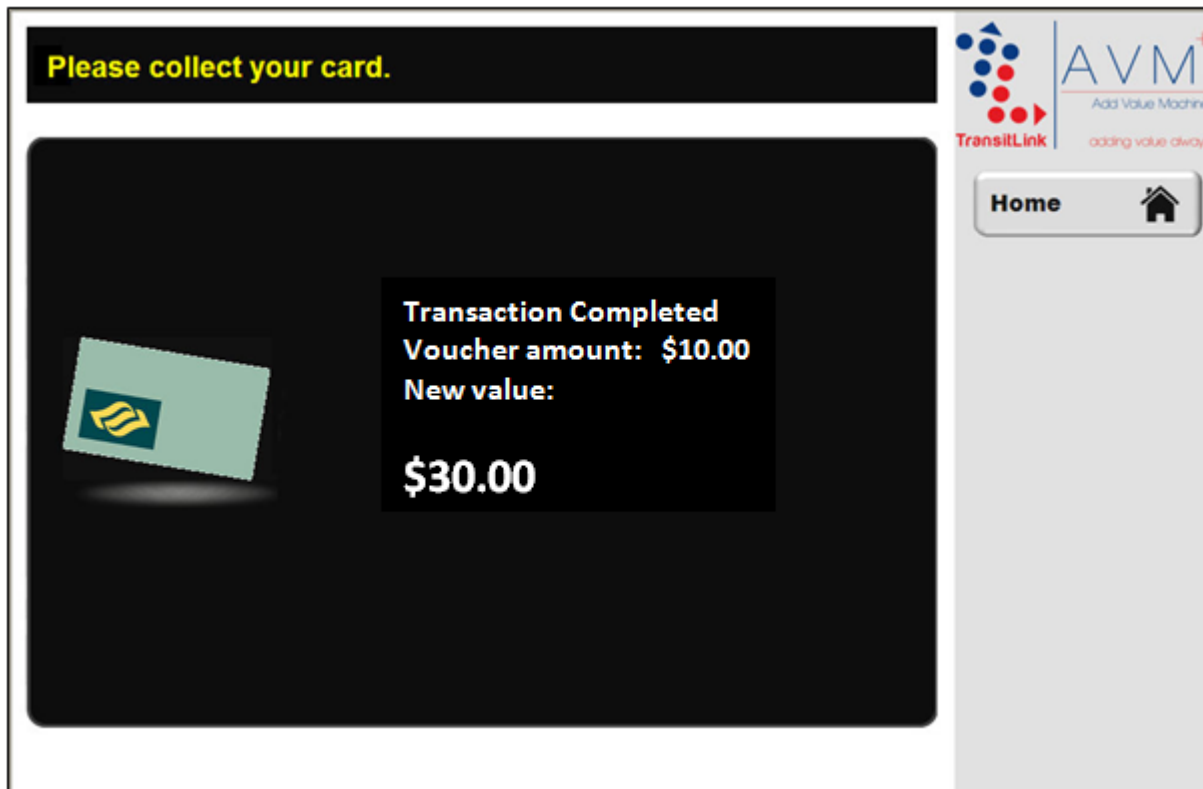 Please collect your card.
Transaction Completed
Voucher amount: $10.00
New value:
$30.00
TransitLink
AVM+
Add Value Machine
adding value alway
Home